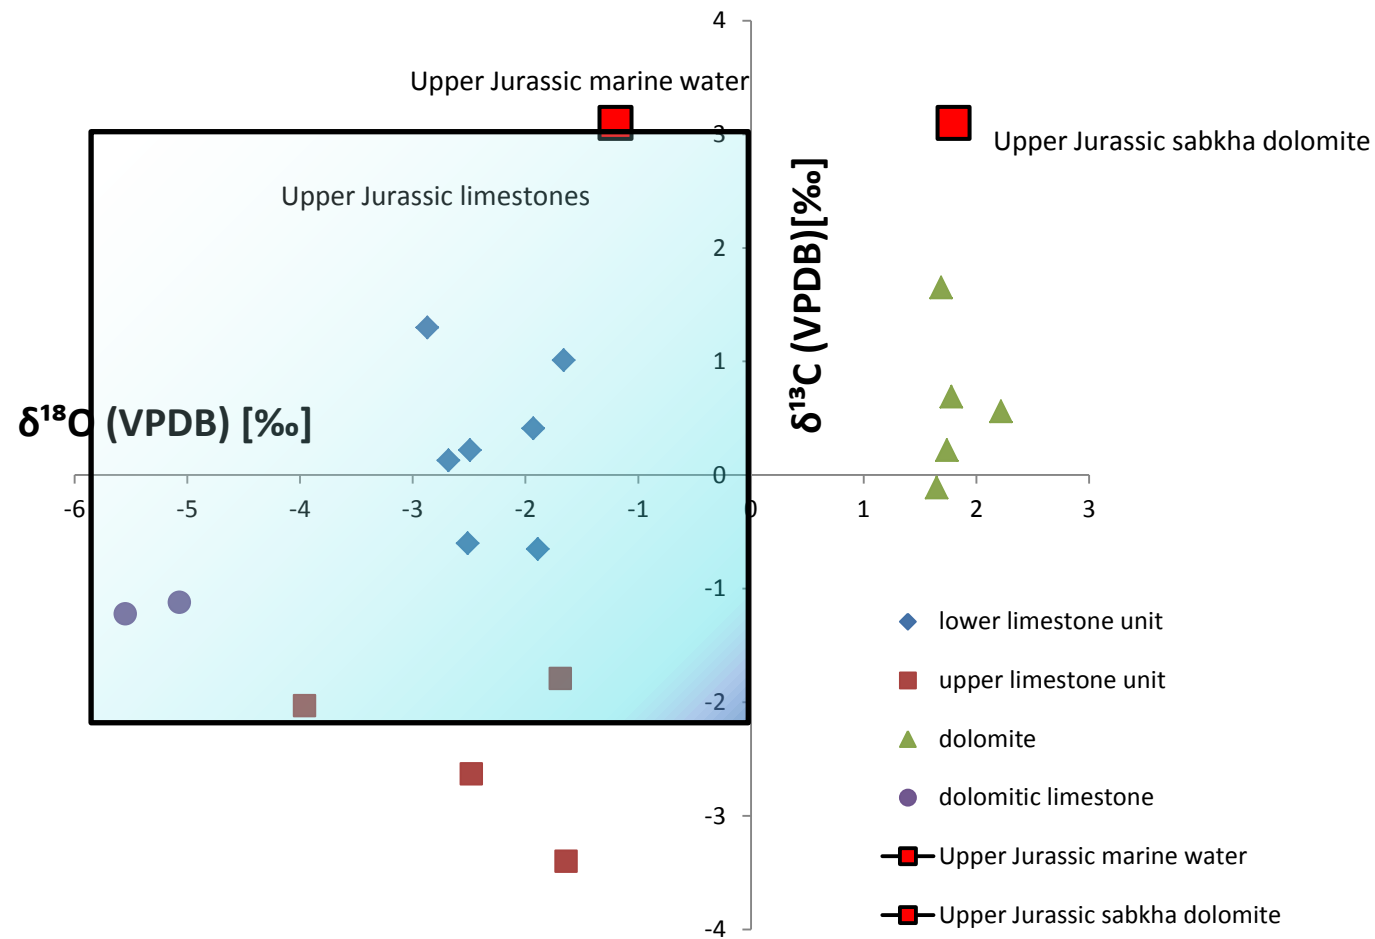 4
Upper Jurassic marine water
3
Upper Jurassic sabkha dolomite
Upper Jurassic limestones
δ¹³C (VPDB)[‰]
2
1
δ¹⁸O (VPDB) [‰]
0
-6 -5 -4 -3 -2 -1 0 1 2 3
-1
lower limestone unit
upper limestone unit
-2
dolomite
dolomitic limestone
-3
Upper Jurassic marine water
Upper Jurassic sabkha dolomite
-4